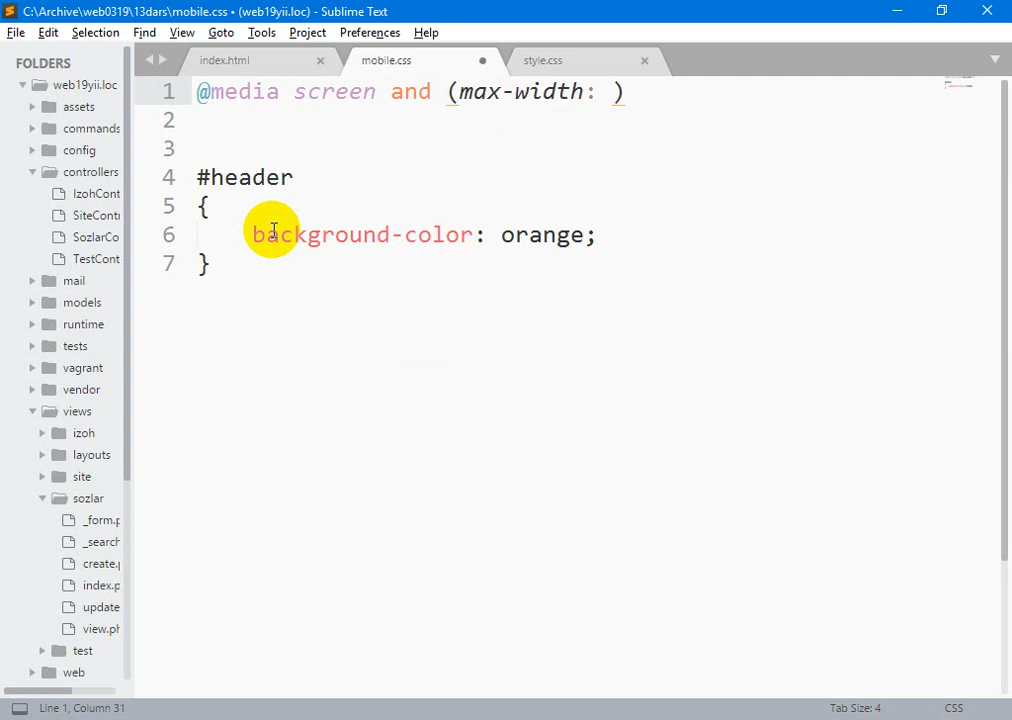 C:\Archive\web0319\13dars\mobile.css • (web19yii.loc) - Sublime Text
File Edit Selection Find View Goto Tools Project Preferences Help
FOLDERS
web19yii.loc
assets
commands
config
controllers
IzohCont
SiteContr
SozlarCo
TestCont
mail
models
runtime
tests
vagrant
vendor
views
izoh
layouts
site
sozlar
_form.p
_search
create.p
index.p
update
view.ph
test
web
index.html
mobile.css
style.css
1 @media screen and (max-width: )
2
3
4 #header
5 {
6 background-color: orange;
7 }
Line 1, Column 31
Tab Size: 4
CSS